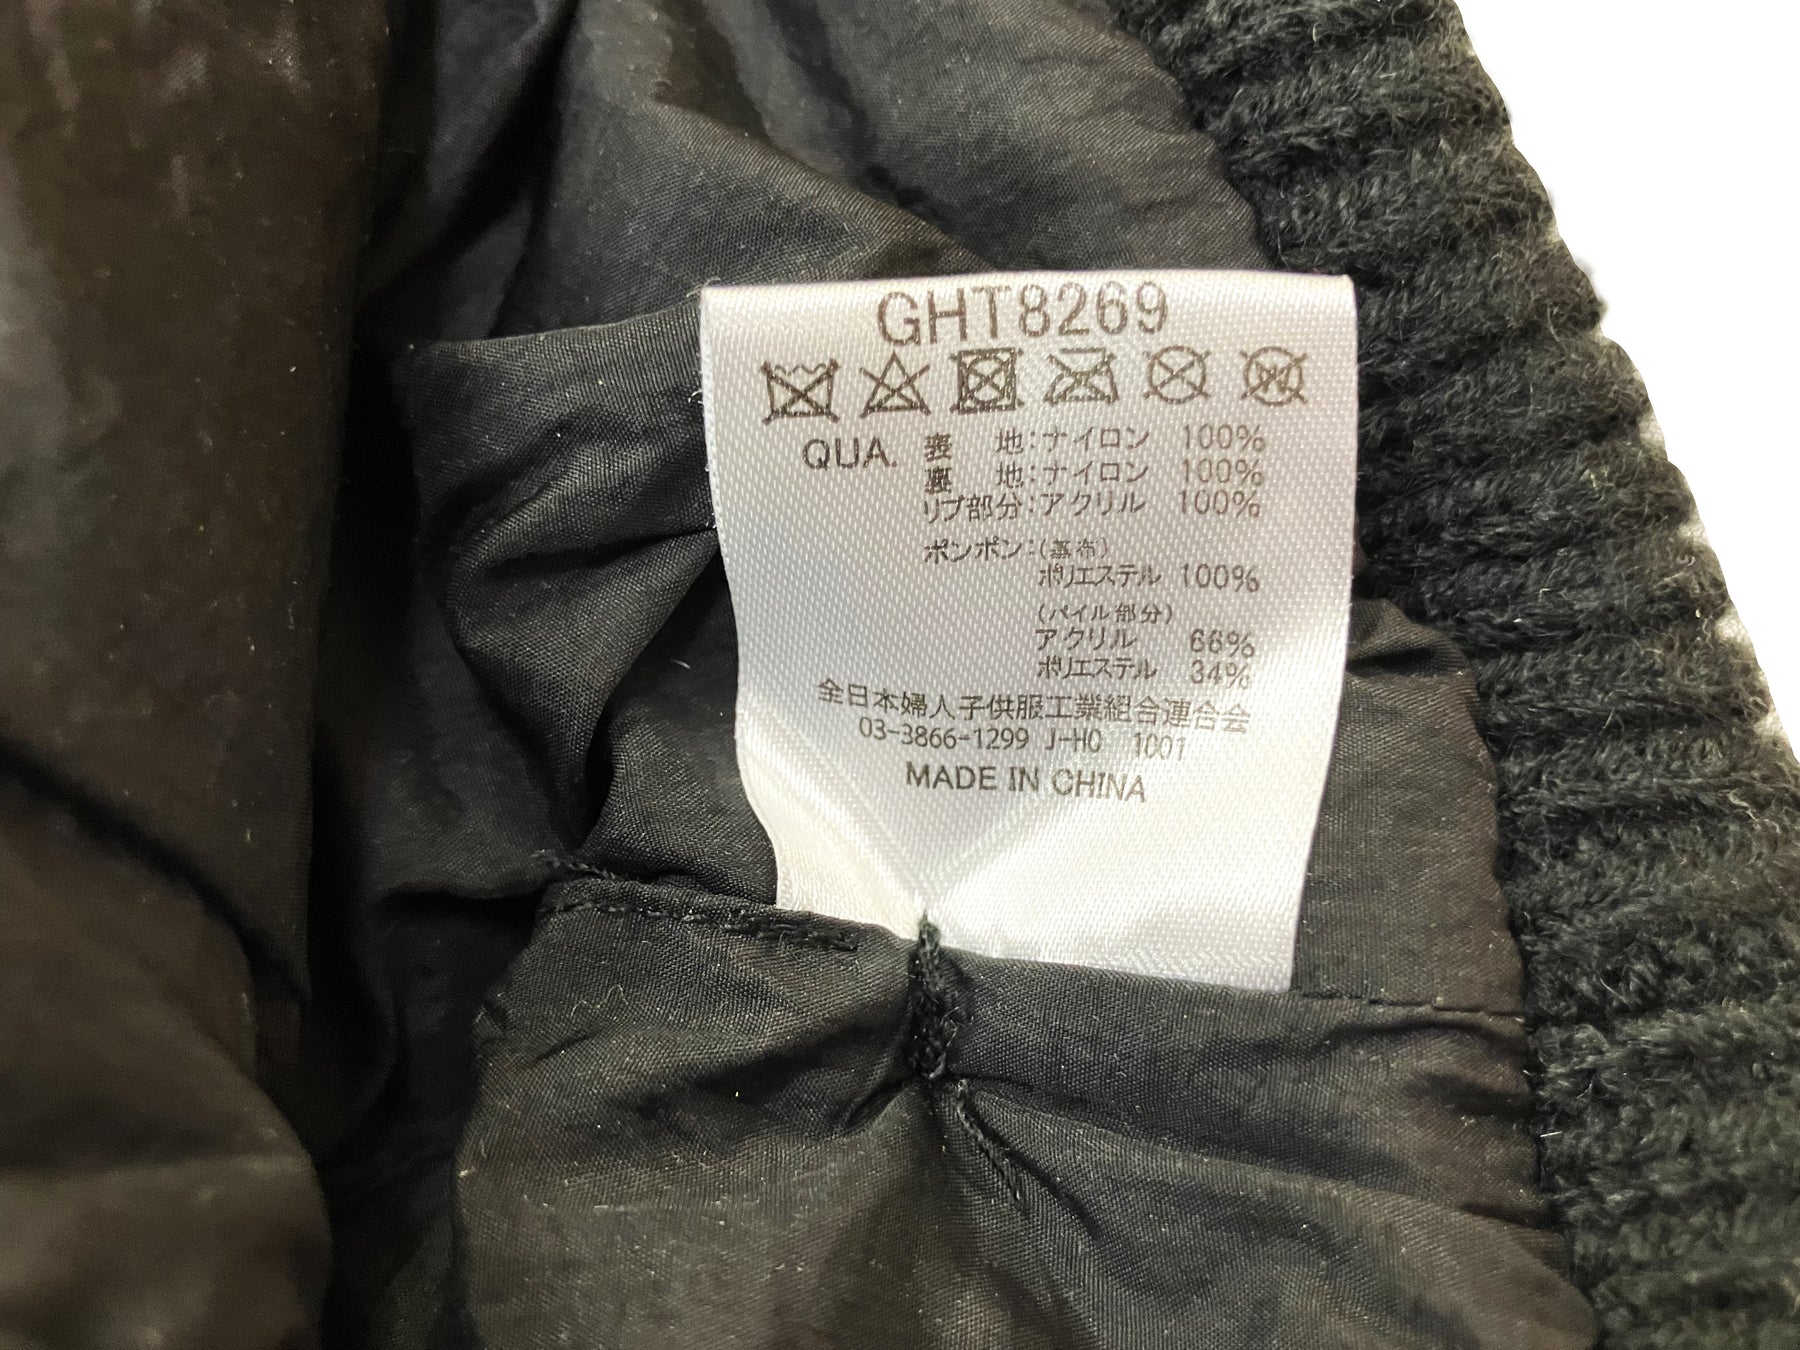 GHT8269
QUA. 表 地:ナイロン 100%
裏 地:ナイロン 100%
リブ部分:アクリル 100%
ポンポン:(基布)
ポリエステル 100%
(パイル部分)
アクリル 66%
ポリエステル 34%
全日本婦人子供服工業組合連合会
03-3866-1299 J-HO 1001
MADE IN CHINA